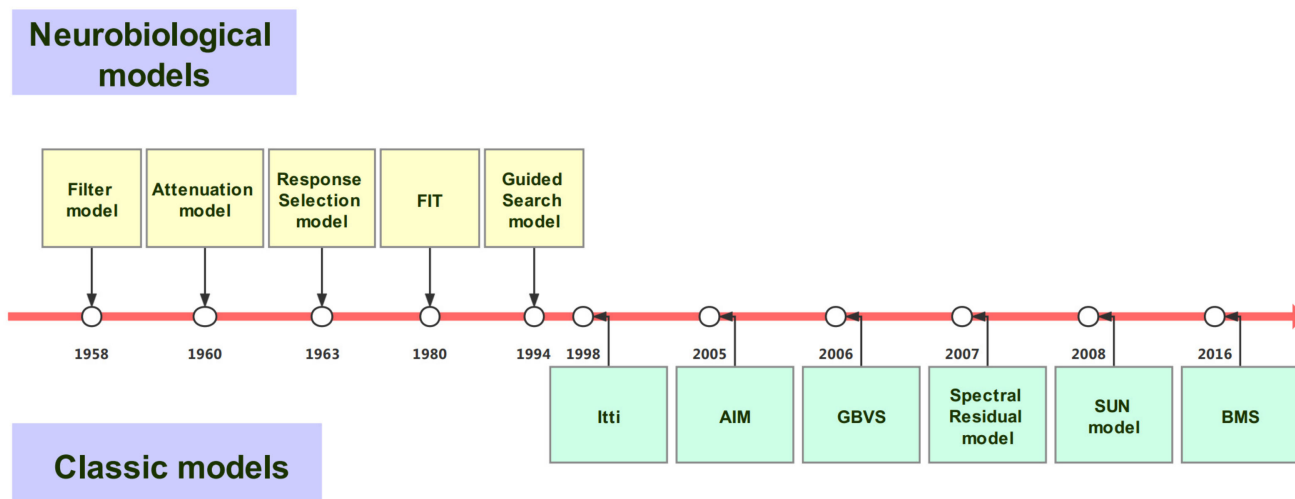 Neurobiological
models
Filter
model
Attenuation
model
Response
Selection
model
FIT
Guided
Search
model
1958
1960
1963
1980
1994
1998
2005
2006
2007
2008
2016
Itti
AIM
GBVS
Spectral
Residual
model
SUN
model
BMS
Classic models